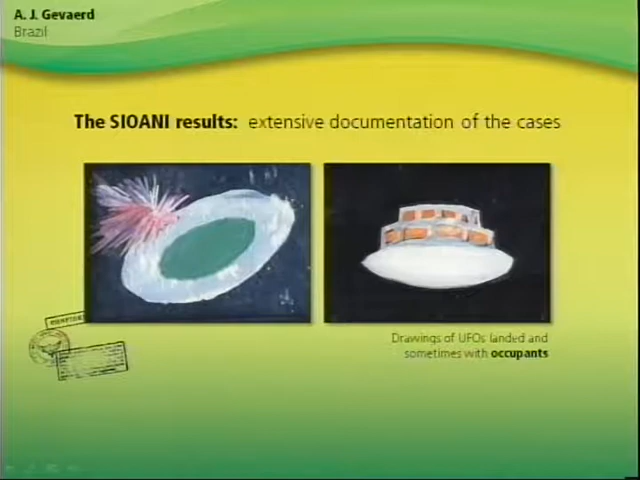 A. J. Gevaerd
Brazil
The SIOANI results: extensive documentation of the cases
Drawings of UFOs landed and
sometimes with occupants